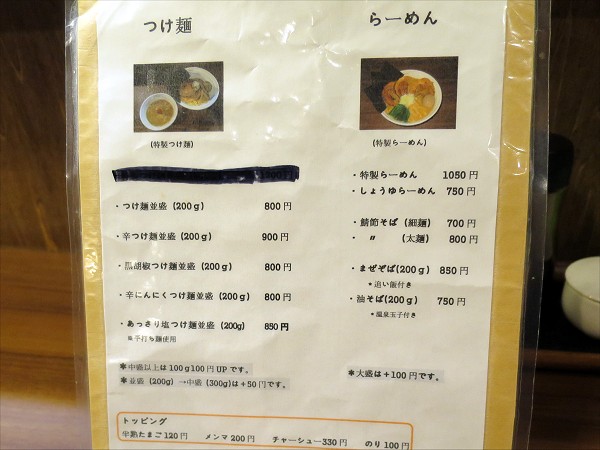 つけ麺
(特製つけ麺)
・つけ麺並盛 (200g) 800円
・辛つけ麺並盛 (200g) 900円
・黒胡椒つけ麺並盛 (200g) 800円
・辛にんにくつけ麺並盛 (200g) 800円
・あっさり塩つけ麺並盛 (200g) 850円
※手打ち麺使用
＊中盛以上は100g100円UPです。
＊並盛 (200g) →中盛 (300g)は＋50円です。
らーめん
(特製らーめん)
・特製らーめん 1050円
・しょうゆらーめん 750円
・鯖節そば (細麺) 700円
・ 〃 (太麺) 800円
・まぜそば(200g) 850円
＊追い飯付き
・油そば(200g) 750円
＊温泉玉子付き
＊大盛は＋100円です。
トッピング
半熟たまご120円 メンマ200円 チャーシュー330円 のり100円